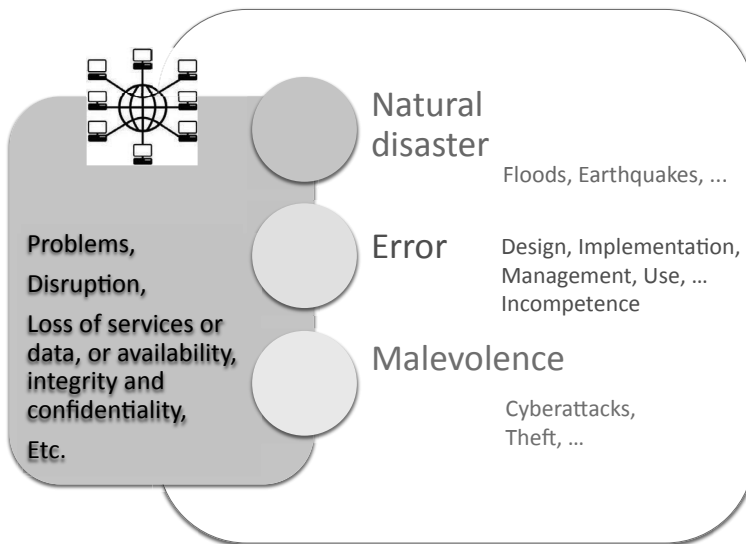 Problems,
Disruption,
Loss of services or
data, or availability,
integrity and
confidentiality,
Etc.
Natural
disaster
Floods, Earthquakes, ...
Error
Design, Implementation,
Management, Use, ...
Incompetence
Malevolence
Cyberattacks,
Theft, ...